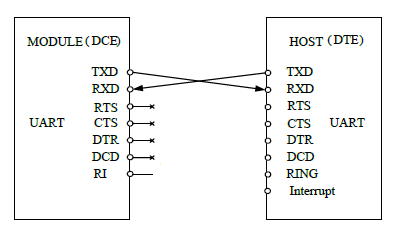 MODULE (DCE)
HOST (DTE)
TXD
RXD
RTS
UART
CTS
DTR
DCD
RI
TXD
RXD
RTS
CTS
UART
DTR
DCD
RING
Interrupt